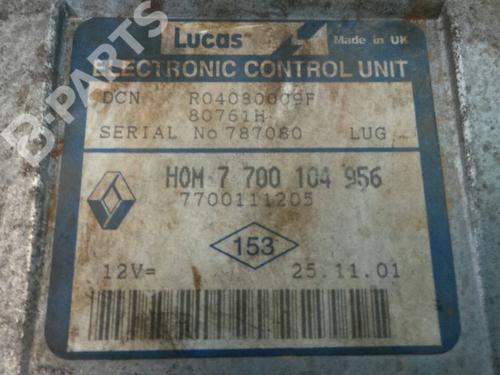 B-PARTS
Lucas
Made in UK
ELECTRONIC CONTROL UNIT
DCN R04080009F
80761H
SERIAL No 787080 LUG
HOM 7 700 104 956
7700111205
153
12V= 25.11.01